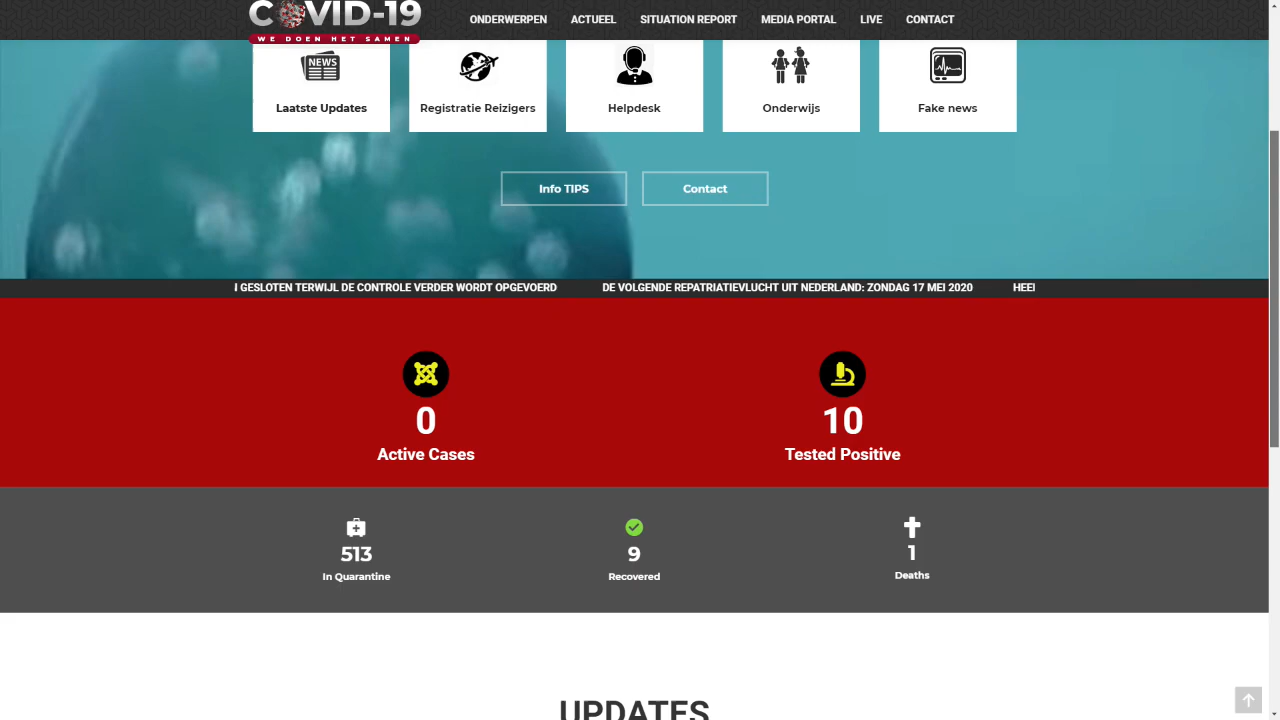 COVID-19
WE DOEN HET SAMEN
ONDERWERPEN ACTUEEL SITUATION REPORT MEDIA PORTAL LIVE CONTACT
NEWS
Laatste Updates Registratie Reizigers Helpdesk Onderwijs Fake news
Info TIPS Contact
GESLOTEN TERWIJL DE CONTROLE VERDER WORDT OPGEVOERD DE VOLGENDE REPATRIATIEVLUCHT UIT NEDERLAND: ZONDAG 17 MEI 2020
0 10
Active Cases Tested Positive
513 9 1
In Quarantine Recovered Deaths
UPDATES